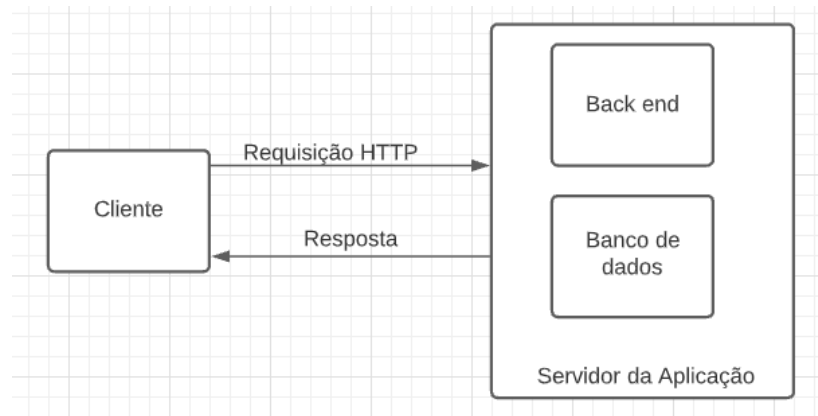 Back end
Requisição HTTP
Cliente
Resposta
Banco de
dados
Servidor da Aplicação